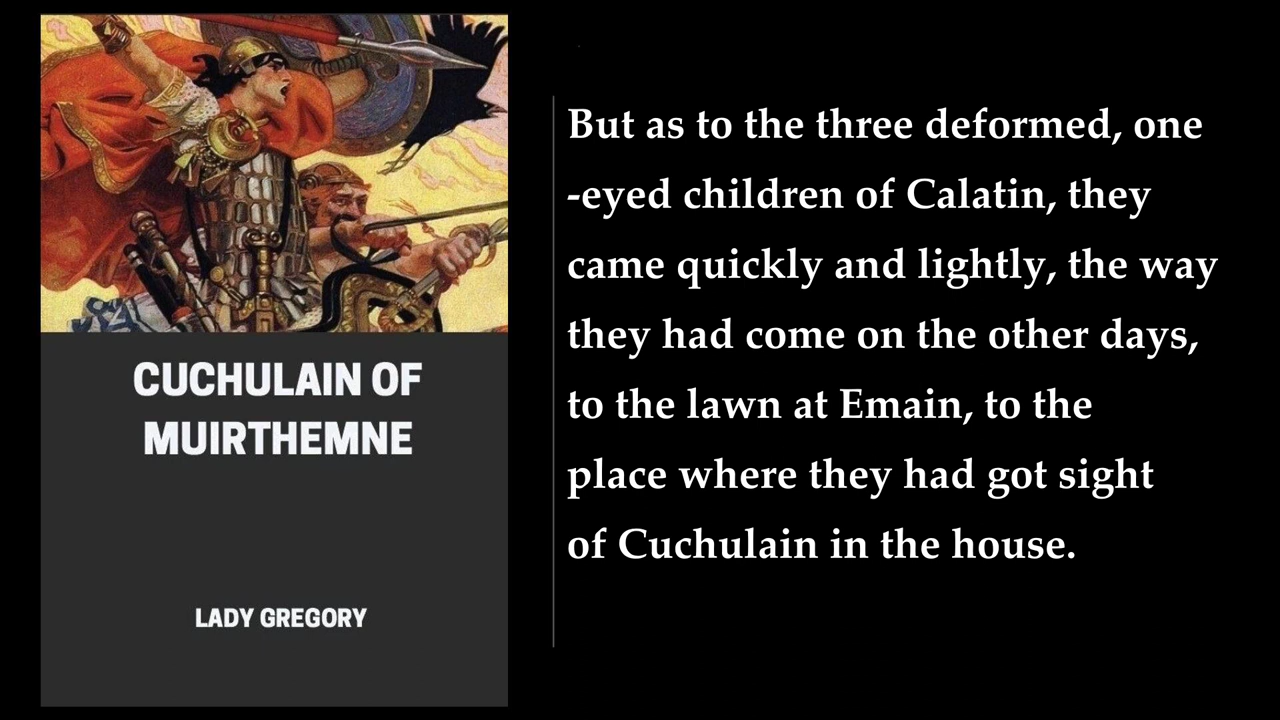 CUCHULAIN OF
MUIRTHEMNE
LADY GREGORY
But as to the three deformed, one
-eyed children of Calatin, they
came quickly and lightly, the way
they had come on the other days,
to the lawn at Emain, to the
place where they had got sight
of Cuchulain in the house.